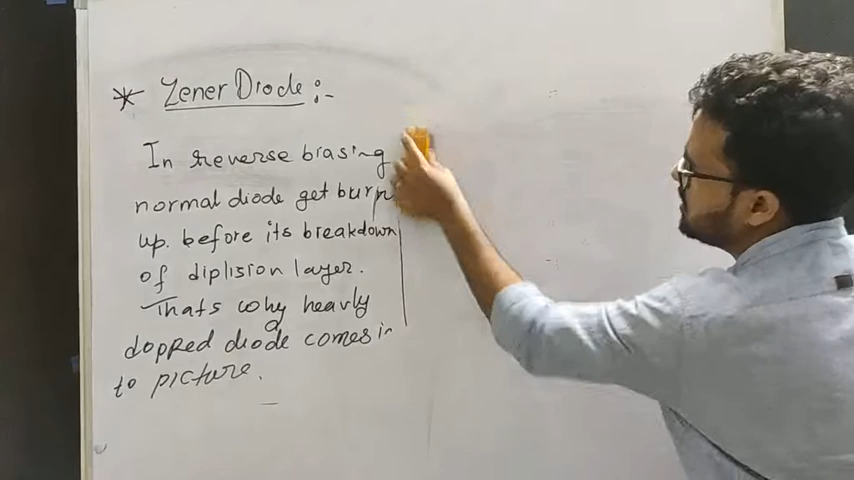 * Zener Diode :-
In reverse biasing
normal diode get burn
up. before its breakdown
of diplision layer.
Thats why heavly
dopped diode comes in
to picture.